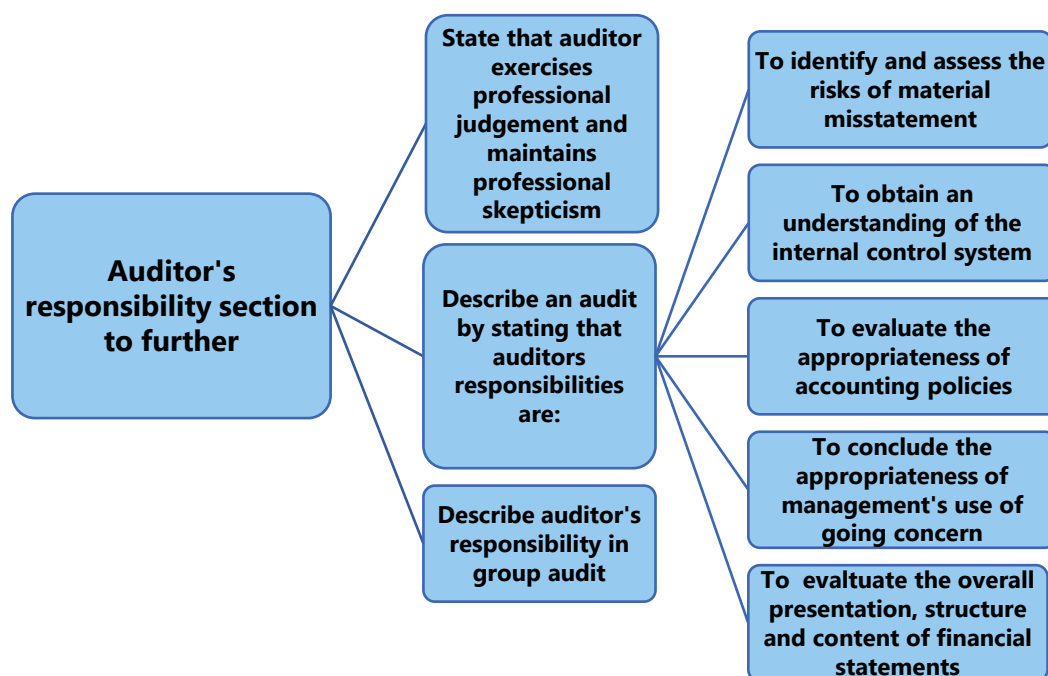 Auditor's
responsibility section
to further
State that auditor
exercises
professional
judgement and
maintains
professional
skepticism
Describe an audit
by stating that
auditors
responsibilities
are:
Describe auditor's
responsibility in
group audit
To identify and assess the
risks of material
misstatement
To obtain an
understanding of the
internal control system
To evaluate the
appropriateness of
accounting policies
To conclude the
appropriateness of
management's use of
going concern
To evaltuate the overall
presentation, structure
and content of financial
statements